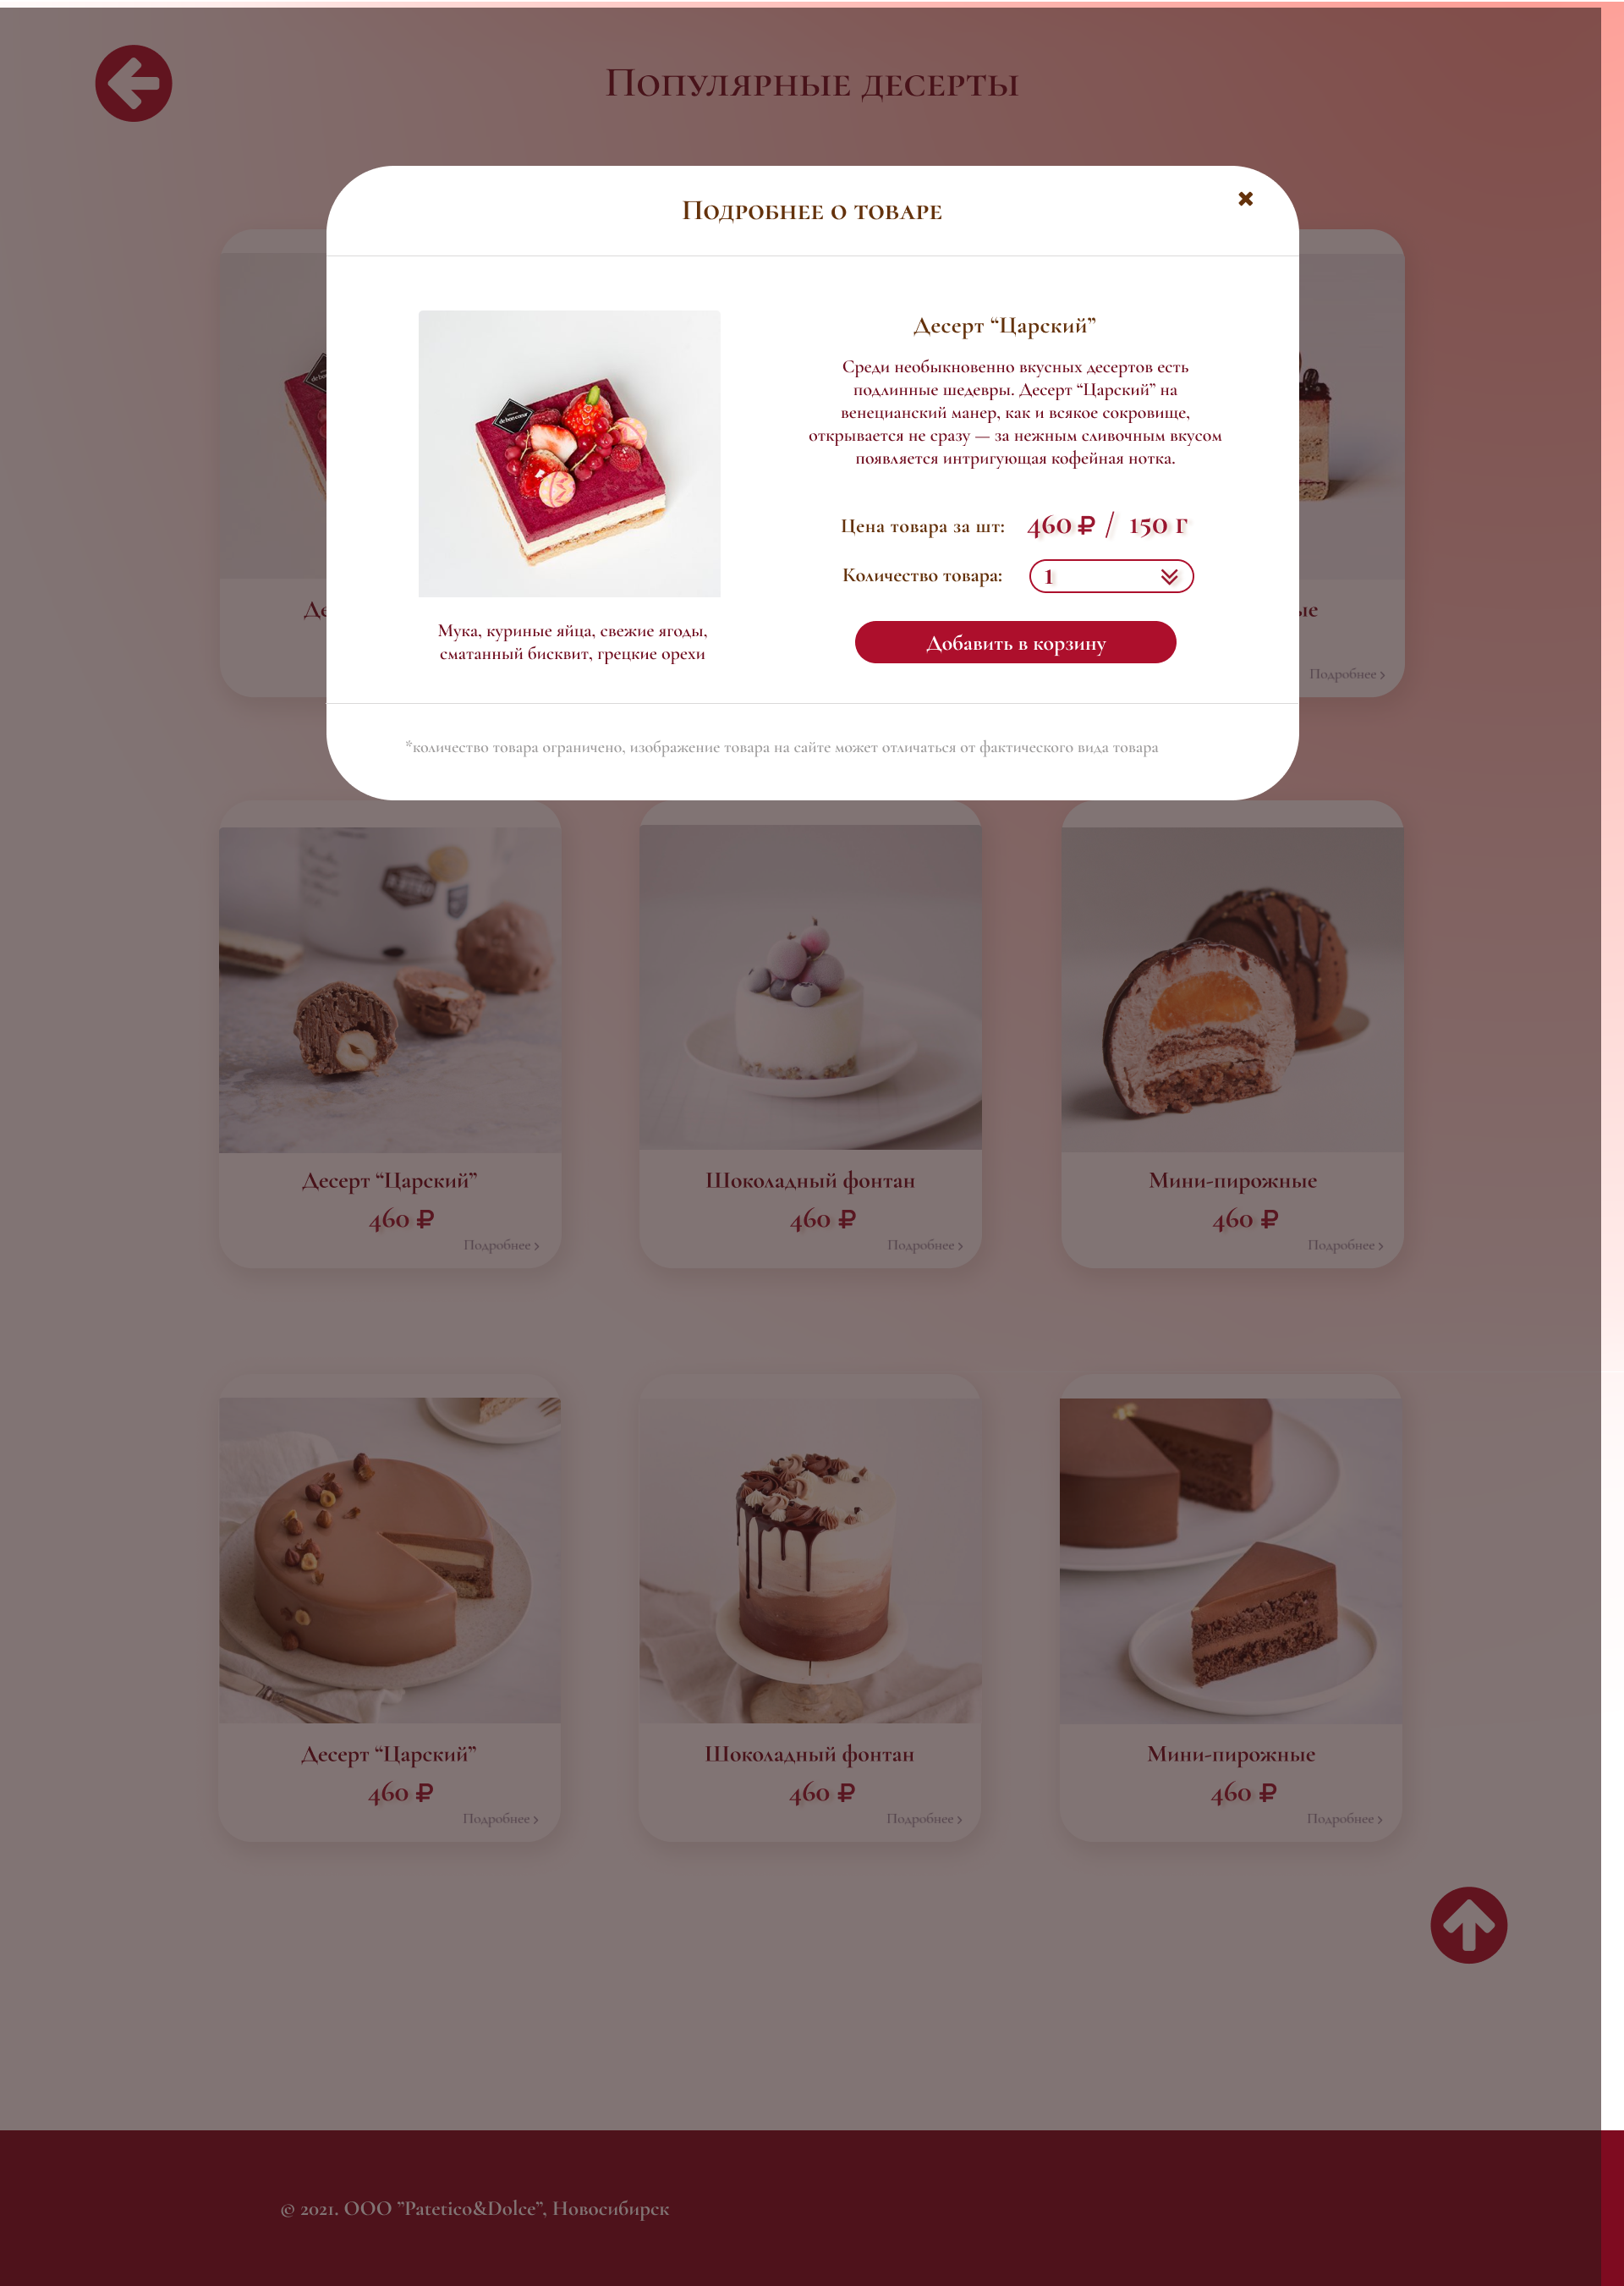 Популярные десерты
Подробнее о товаре
Десерт “Царский”
Среди необыкновенно вкусных десертов есть
подлинные шедевры. Десерт “Царский” на
венецианский манер, как и всякое сокровище,
открывается не сразу — за нежным сливочным вкусом
появляется интригующая кофейная нотка.
Цена товара за шт: 460 ₽ / 150 г
Количество товара: 1
Добавить в корзину
Мука, куриные яйца, свежие ягоды,
сматанный бисквит, грецкие орехи
Подробнее ›
*количество товара ограничено, изображение товара на сайте может отличаться от фактического вида товара
Десерт “Царский”
460 ₽
Подробнее ›
Шоколадный фонтан
460 ₽
Подробнее ›
Мини-пирожные
460 ₽
Подробнее ›
Десерт “Царский”
460 ₽
Подробнее ›
Шоколадный фонтан
460 ₽
Подробнее ›
Мини-пирожные
460 ₽
Подробнее ›
© 2021. ООО ”Patetico&Dolce”, Новосибирск